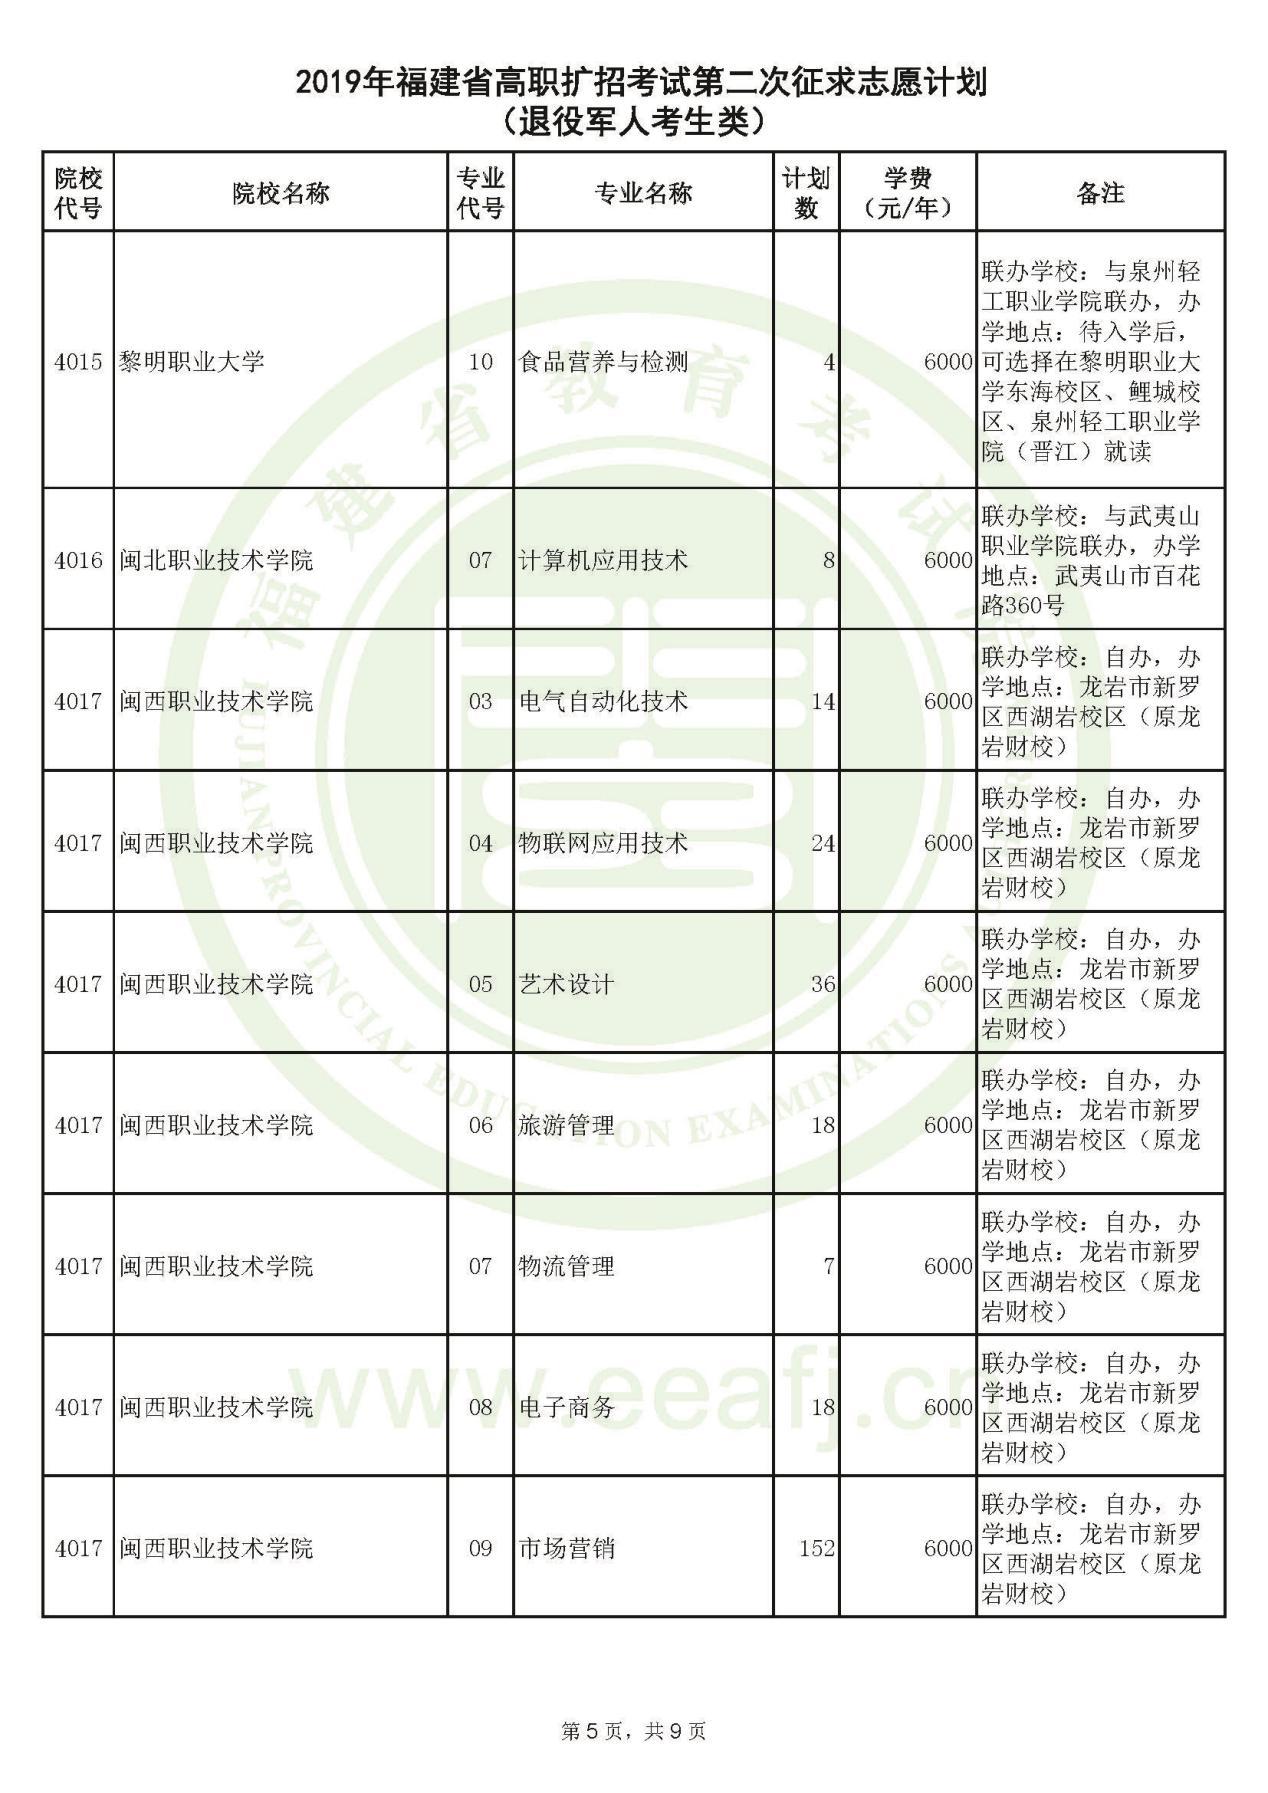 2019年福建省高职扩招考试第二次征求志愿计划
（退役军人考生类）
院校代号 院校名称 专业代号 专业名称 计划数 学费（元/年） 备注
4015 黎明职业大学 10 食品营养与检测 4 6000 联办学校：与泉州轻
工职业学院联办，办
学地点：待入学后，
可选择在黎明职业大
学东海校区、鲤城校
区、泉州轻工职业学
院（晋江）就读
4016 闽北职业技术学院 07 计算机应用技术 8 6000 联办学校：与武夷山
职业学院联办，办学
地点：武夷山市百花
路360号
4017 闽西职业技术学院 03 电气自动化技术 14 6000 联办学校：自办，办
学地点：龙岩市新罗
区西湖岩校区（原龙
岩财校）
4017 闽西职业技术学院 04 物联网应用技术 24 6000 联办学校：自办，办
学地点：龙岩市新罗
区西湖岩校区（原龙
岩财校）
4017 闽西职业技术学院 05 艺术设计 36 6000 联办学校：自办，办
学地点：龙岩市新罗
区西湖岩校区（原龙
岩财校）
4017 闽西职业技术学院 06 旅游管理 18 6000 联办学校：自办，办
学地点：龙岩市新罗
区西湖岩校区（原龙
岩财校）
4017 闽西职业技术学院 07 物流管理 7 6000 联办学校：自办，办
学地点：龙岩市新罗
区西湖岩校区（原龙
岩财校）
4017 闽西职业技术学院 08 电子商务 18 6000 联办学校：自办，办
学地点：龙岩市新罗
区西湖岩校区（原龙
岩财校）
4017 闽西职业技术学院 09 市场营销 152 6000 联办学校：自办，办
学地点：龙岩市新罗
区西湖岩校区（原龙
岩财校）
福建省教育考试院
FUJIAN PROVINCIAL EDUCATION EXAMINATIONS
www.eeafj.cn
第5页，共9页